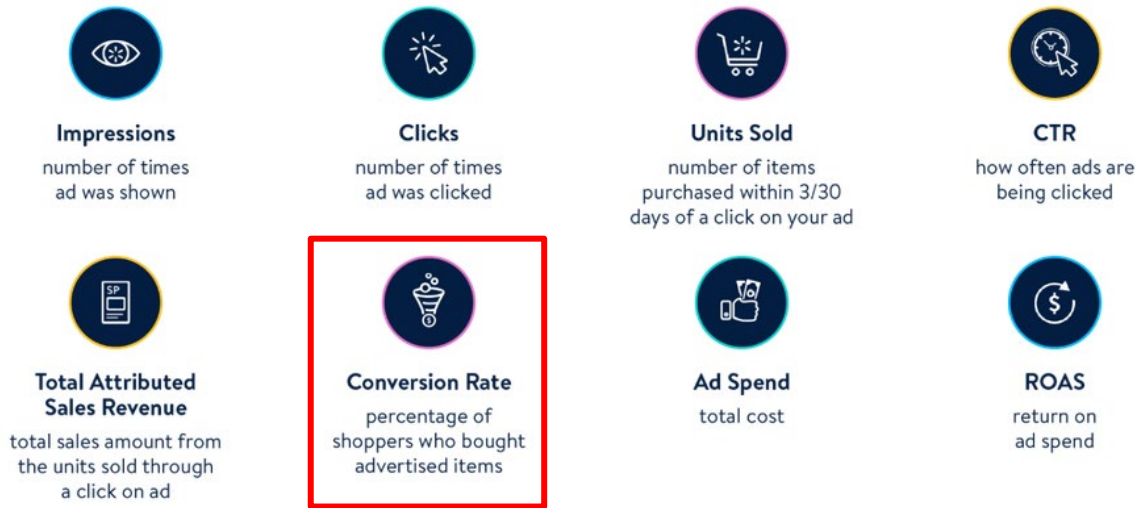 Impressions
number of times
ad was shown
Clicks
number of times
ad was clicked
Units Sold
number of items
purchased within 3/30
days of a click on your ad
CTR
how often ads are
being clicked
SP
Total Attributed
Sales Revenue
total sales amount from
the units sold through
a click on ad
$
Conversion Rate
percentage of
shoppers who bought
advertised items
Ad Spend
total cost
$
ROAS
return on
ad spend